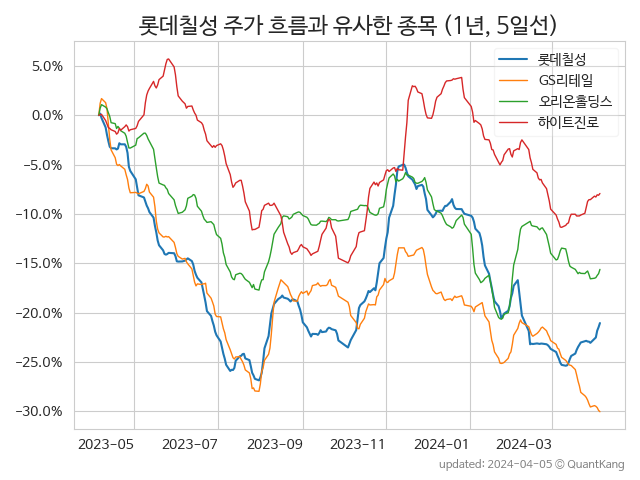 롯데칠성 주가 흐름과 유사한 종목 (1년, 5일선)
롯데칠성
GS리테일
오리온홀딩스
하이트진로
5.0%
0.0%
-5.0%
-10.0%
-15.0%
-20.0%
-25.0%
-30.0%
2023-05 2023-07 2023-09 2023-11 2024-01 2024-03
updated: 2024-04-05 © QuantKang